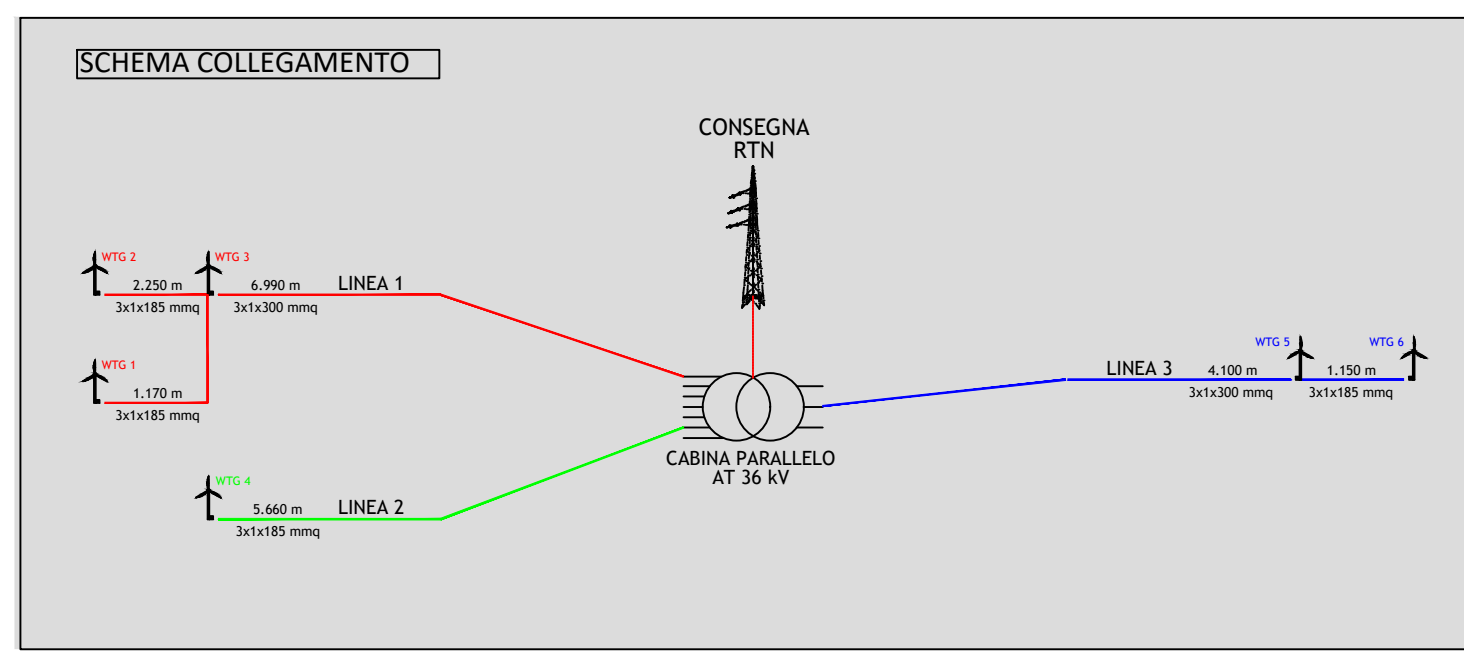 SCHEMA COLLEGAMENTO
CONSEGNA
RTN
WTG 2
WTG 3
2.250 m
6.990 m
LINEA 1
3x1x185 mmq
3x1x300 mmq
WTG 1
1.170 m
3x1x185 mmq
WTG 5
WTG 6
LINEA 3
4.100 m
1.150 m
3x1x300 mmq
3x1x185 mmq
CABINA PARALLELO
AT 36 kV
WTG 4
5.660 m
LINEA 2
3x1x185 mmq